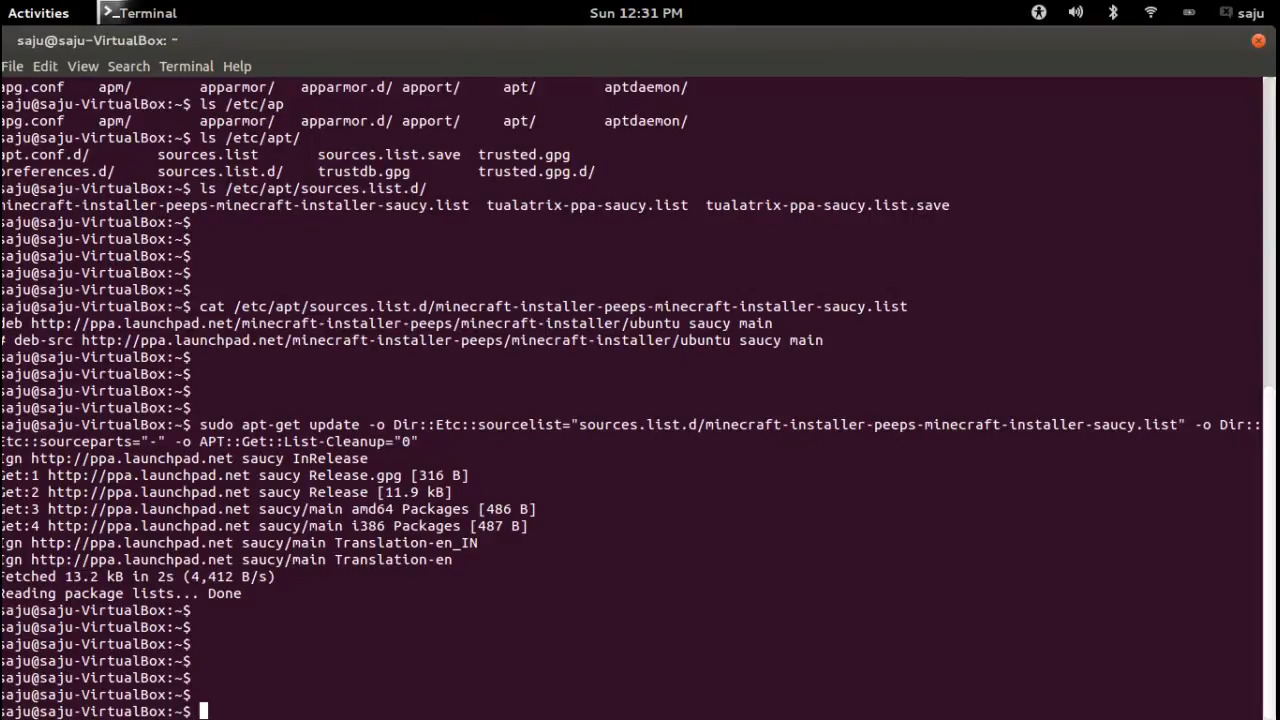 Activities
Terminal
Sun 12:31 PM
saju
saju@saju-VirtualBox: ~
File Edit View Search Terminal Help
apg.conf apm/ apparmor/ apparmor.d/ apport/ apt/ aptdaemon/
saju@saju-VirtualBox:~$ ls /etc/ap
apg.conf apm/ apparmor/ apparmor.d/ apport/ apt/ aptdaemon/
saju@saju-VirtualBox:~$ ls /etc/apt/
apt.conf.d/ sources.list sources.list.save trusted.gpg
preferences.d/ sources.list.d/ trustdb.gpg trusted.gpg.d/
saju@saju-VirtualBox:~$ ls /etc/apt/sources.list.d/
minecraft-installer-peeps-minecraft-installer-saucy.list tualatrix-ppa-saucy.list tualatrix-ppa-saucy.list.save
saju@saju-VirtualBox:~$
saju@saju-VirtualBox:~$
saju@saju-VirtualBox:~$
saju@saju-VirtualBox:~$
saju@saju-VirtualBox:~$
saju@saju-VirtualBox:~$ cat /etc/apt/sources.list.d/minecraft-installer-peeps-minecraft-installer-saucy.list
deb http://ppa.launchpad.net/minecraft-installer-peeps/minecraft-installer/ubuntu saucy main
# deb-src http://ppa.launchpad.net/minecraft-installer-peeps/minecraft-installer/ubuntu saucy main
saju@saju-VirtualBox:~$
saju@saju-VirtualBox:~$
saju@saju-VirtualBox:~$
saju@saju-VirtualBox:~$
saju@saju-VirtualBox:~$ sudo apt-get update -o Dir::Etc::sourcelist="sources.list.d/minecraft-installer-peeps-minecraft-installer-saucy.list" -o Dir::
Etc::sourceparts="-" -o APT::Get::List-Cleanup="0"
Ign http://ppa.launchpad.net saucy InRelease
Get:1 http://ppa.launchpad.net saucy Release.gpg [316 B]
Get:2 http://ppa.launchpad.net saucy Release [11.9 kB]
Get:3 http://ppa.launchpad.net saucy/main amd64 Packages [486 B]
Get:4 http://ppa.launchpad.net saucy/main i386 Packages [487 B]
Ign http://ppa.launchpad.net saucy/main Translation-en_IN
Ign http://ppa.launchpad.net saucy/main Translation-en
Fetched 13.2 kB in 2s (4,412 B/s)
Reading package lists... Done
saju@saju-VirtualBox:~$
saju@saju-VirtualBox:~$
saju@saju-VirtualBox:~$
saju@saju-VirtualBox:~$
saju@saju-VirtualBox:~$
saju@saju-VirtualBox:~$
saju@saju-VirtualBox:~$